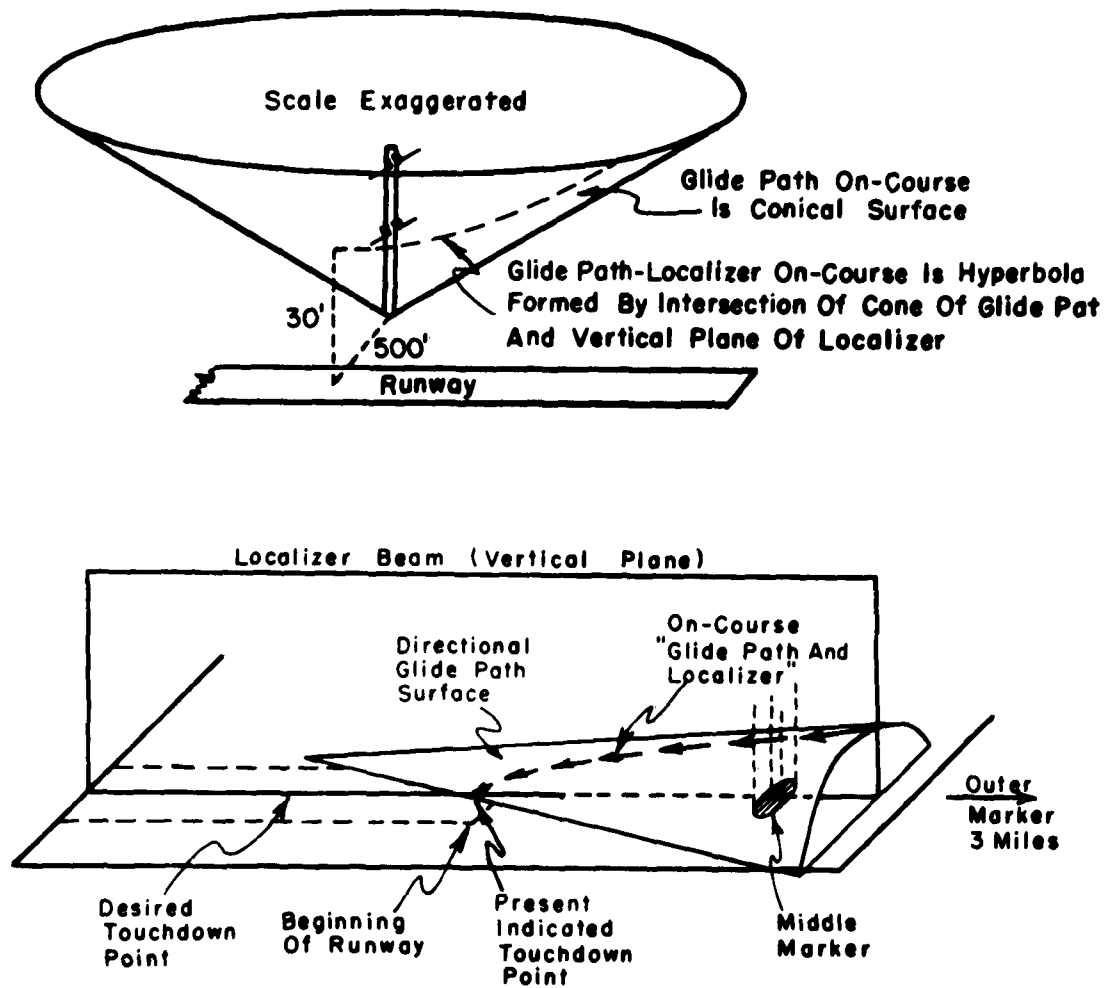 Scale Exaggerated
Glide Path On-Course
Is Conical Surface
Glide Path-Localizer On-Course Is Hyperbola
Formed By Intersection Of Cone Of Glide Pat
And Vertical Plane Of Localizer
30'
500'
Runway
Localizer Beam (Vertical Plane)
Directional
Glide Path
Surface
On-Course
"Glide Path And
Localizer"
Outer
Marker
3 Miles
Desired
Touchdown
Point
Beginning
Of Runway
Present
Indicated
Touchdown
Point
Middle
Marker